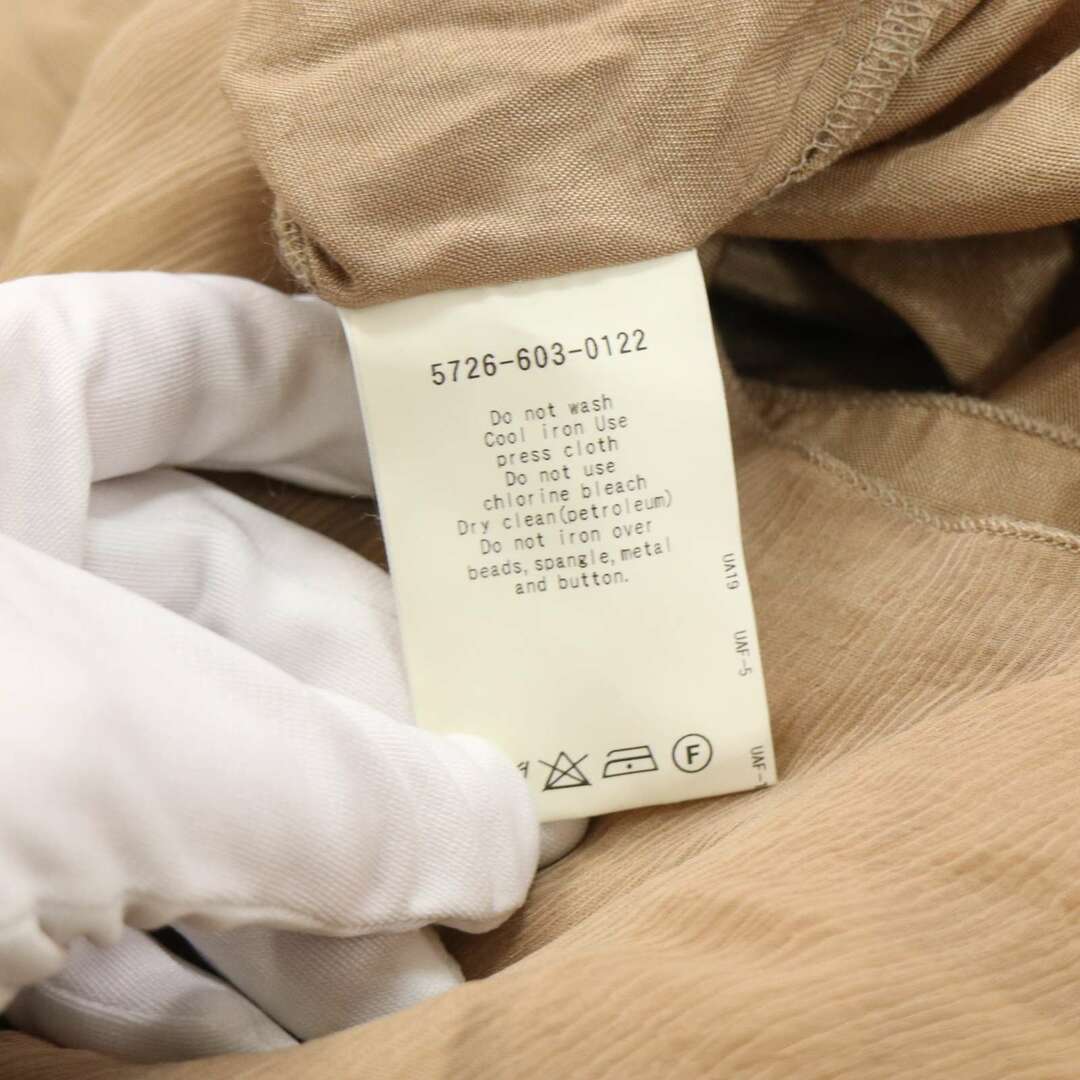 5726-603-0122
Do not wash
Cool iron Use
press cloth
Do not use
chlorine bleach
Dry clean(petroleum)
Do not iron over
beads,spangle,metal
and button.
UA19
UAF-5
F